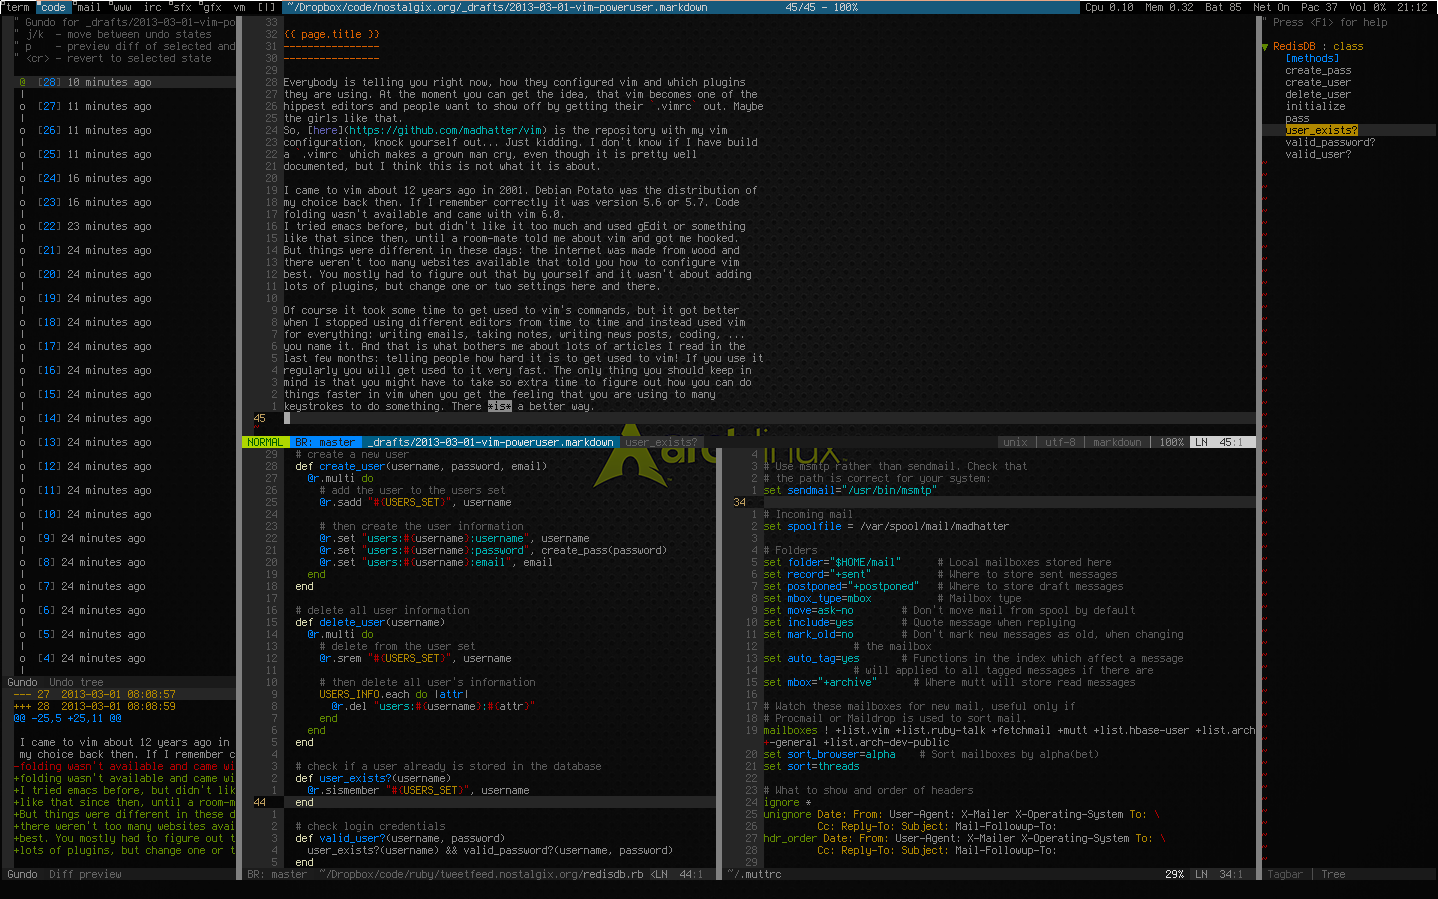 term code mail www irc sfx gfx vm [|] ~/Dropbox/code/nostalgix.org/_drafts/2013-03-01-vim-poweruser.markdown 45/45 - 100% Cpu 0.10 Mem 0.32 Bat 85 Net On Pac 37 Vol 0% 21:12
" Gundo for _drafts/2013-03-01-vim-po
" j/k  - move between undo states
" p    - preview diff of selected and
" <cr> - revert to selected state
@  [28] 10 minutes ago
|
o  [27] 11 minutes ago
|
o  [26] 11 minutes ago
|
o  [25] 11 minutes ago
|
o  [24] 16 minutes ago
|
o  [23] 16 minutes ago
|
o  [22] 23 minutes ago
|
o  [21] 24 minutes ago
|
o  [20] 24 minutes ago
|
o  [19] 24 minutes ago
|
o  [18] 24 minutes ago
|
o  [17] 24 minutes ago
|
o  [16] 24 minutes ago
|
o  [15] 24 minutes ago
|
o  [14] 24 minutes ago
|
o  [13] 24 minutes ago
|
o  [12] 24 minutes ago
|
o  [11] 24 minutes ago
|
o  [10] 24 minutes ago
|
o  [9] 24 minutes ago
|
o  [8] 24 minutes ago
|
o  [7] 24 minutes ago
|
o  [6] 24 minutes ago
|
o  [5] 24 minutes ago
|
o  [4] 24 minutes ago
|
Gundo  Undo tree
--- 27  2013-03-01 08:08:57
+++ 28  2013-03-01 08:08:59
@@ -25,5 +25,11 @@
 I came to vim about 12 years ago in
 my choice back then. If I remember c
-folding wasn't available and came wi
+folding wasn't available and came wi
+I tried emacs before, but didn't lik
+like that since then, until a room-m
+But things were different in these d
+there weren't too many websites avai
+best. You mostly had to figure out t
+lots of plugins, but change one or t
Gundo  Diff preview
33
32 {{ page.title }}
31 ----------------
30 ----------------
29
28 Everybody is telling you right now, how they configured vim and which plugins
27 they are using. At the moment you can get the idea, that vim becomes one of the
26 hippest editors and people want to show off by getting their `.vimrc` out. Maybe
25 the girls like that.
24 So, [here](https://github.com/madhatter/vim) is the repository with my vim
23 configuration, knock yourself out... Just kidding. I don't know if I have build
22 a `.vimrc` which makes a grown man cry, even though it is pretty well
21 documented, but I think this is not what it is about.
20
19 I came to vim about 12 years ago in 2001. Debian Potato was the distribution of
18 my choice back then. If I remember correctly it was version 5.6 or 5.7. Code
17 folding wasn't available and came with vim 6.0.
16 I tried emacs before, but didn't like it too much and used gEdit or something
15 like that since then, until a room-mate told me about vim and got me hooked.
14 But things were different in these days: the internet was made from wood and
13 there weren't too many websites available that told you how to configure vim
12 best. You mostly had to figure out that by yourself and it wasn't about adding
11 lots of plugins, but change one or two settings here and there.
10
9 Of course it took some time to get used to vim's commands, but it got better
8 when I stopped using different editors from time to time and instead used vim
7 for everything: writing emails, taking notes, writing news posts, coding, ...
6 you name it. And that is what bothers me about lots of articles I read in the
5 last few months: telling people how hard it is to get used to vim! If you use it
4 regularly you will get used to it very fast. The only thing you should keep in
3 mind is that you might have to take so extra time to figure out how you can do
2 things faster in vim when you get the feeling that you are using to many
1 keystrokes to do something. There *is* a better way.
45
~
NORMAL BR: master _drafts/2013-03-01-vim-poweruser.markdown user_exists? unix | utf-8 | markdown | 100% LN 45:1
arch linux
29 # create a new user
28 def create_user(username, password, email)
27   @r.multi do
26     # add the user to the users set
25     @r.sadd "#{USERS_SET}", username
24
23     # then create the user information
22     @r.set "users:#{username}:username", username
21     @r.set "users:#{username}:password", create_pass(password)
20     @r.set "users:#{username}:email", email
19   end
18 end
17
16 # delete all user information
15 def delete_user(username)
14   @r.multi do
13     # delete from the user set
12     @r.srem "#{USERS_SET}", username
11
10     # then delete all user's information
9     USERS_INFO.each do |attr|
8       @r.del "users:#{username}:#{attr}"
7     end
6   end
5 end
4
3 # check if a user already is stored in the database
2 def user_exists?(username)
1   @r.sismember "#{USERS_SET}", username
44 end
1
2 # check login credentials
3 def valid_user?(username, password)
4   user_exists?(username) && valid_password?(username, password)
5 end
BR: master ~/Dropbox/code/ruby/tweetfeed.nostalgix.org/redisdb.rb <LN 44:1
4
3 # Use msmtp rather than sendmail. Check that
2 # the path is correct for your system:
1 set sendmail="/usr/bin/msmtp"
34
1 # Incoming mail
2 set spoolfile = /var/spool/mail/madhatter
3
4 # Folders
5 set folder="$HOME/mail"      # Local mailboxes stored here
6 set record="+sent"           # Where to store sent messages
7 set postponed="+postponed"   # Where to store draft messages
8 set mbox_type=mbox           # Mailbox type
9 set move=ask-no        # Don't move mail from spool by default
10 set include=yes        # Quote message when replying
11 set mark_old=no        # Don't mark new messages as old, when changing
12                # the mailbox
13 set auto_tag=yes       # Functions in the index which affect a message
14                # will applied to all tagged messages if there are
15 set mbox="+archive"      # Where mutt will store read messages
16
17 # Watch these mailboxes for new mail, useful only if
18 # Procmail or Maildrop is used to sort mail.
19 mailboxes ! +list.vim +list.ruby-talk +fetchmail +mutt +list.hbase-user +list.arch
+-general +list.arch-dev-public
20 set sort_browser=alpha    # Sort mailboxes by alpha(bet)
21 set sort=threads
22
23 # What to show and order of headers
24 ignore *
25 unignore Date: From: User-Agent: X-Mailer X-Operating-System To: \
26          Cc: Reply-To: Subject: Mail-Followup-To:
27 hdr_order Date: From: User-Agent: X-Mailer X-Operating-System To: \
28          Cc: Reply-To: Subject: Mail-Followup-To:
29
~/.muttrc 29% LN 34:1
" Press <F1> for help
▼ RedisDB : class
[methods]
create_pass
create_user
delete_user
initialize
pass
user_exists?
valid_password?
valid_user?
Tagbar | Tree